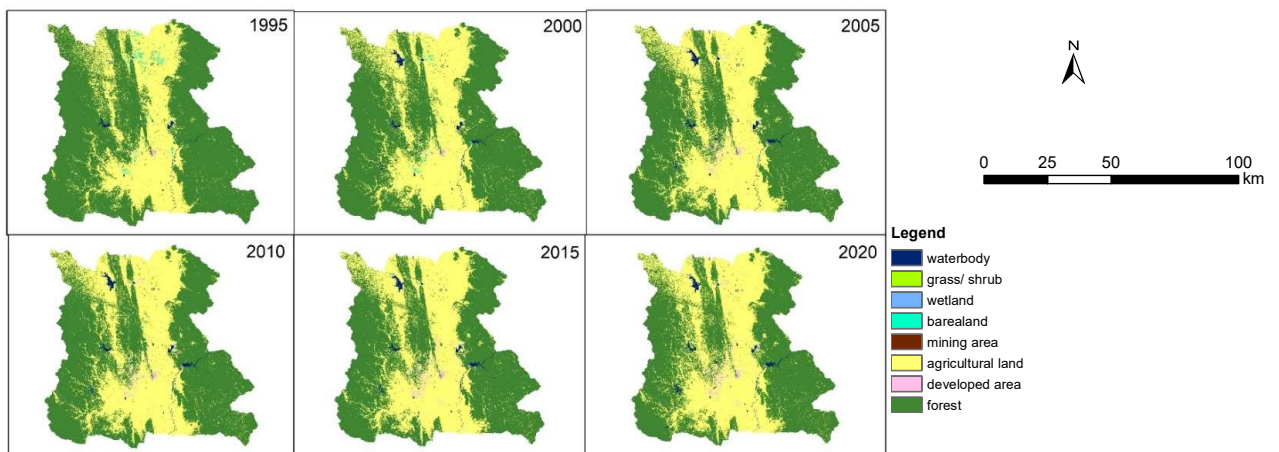 1995
2000
2005
N
0 25 50 100
km
2010
2015
2020
Legend
waterbody
grass/ shrub
wetland
barealand
mining area
agricultural land
developed area
forest